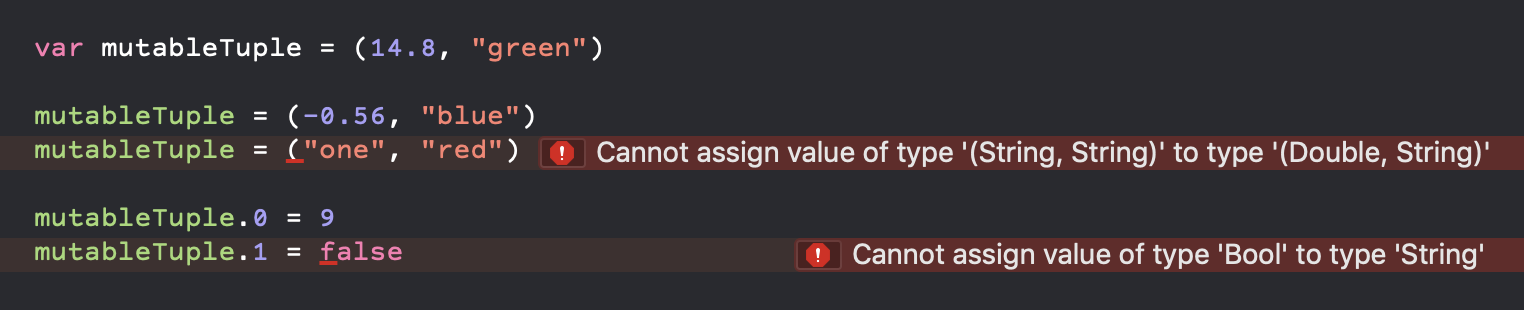 var mutableTuple = (14.8, "green")
mutableTuple = (-0.56, "blue")
mutableTuple = ("one", "red") Cannot assign value of type '(String, String)' to type '(Double, String)'
mutableTuple.0 = 9
mutableTuple.1 = false Cannot assign value of type 'Bool' to type 'String'